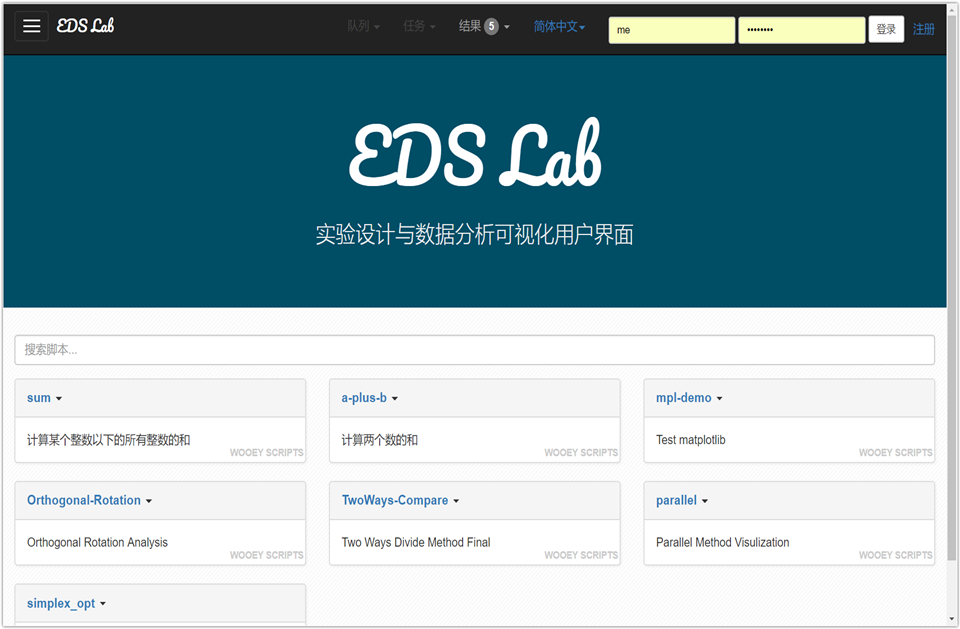 EDS Lab 队列 任务 结果 5 简体中文 me •••••••• 登录 注册
EDS Lab
实验设计与数据分析可视化用户界面
搜索脚本...
sum a-plus-b mpl-demo
计算某个整数以下的所有整数的和 计算两个数的和 Test matplotlib
WOOEY SCRIPTS WOOEY SCRIPTS WOOEY SCRIPTS
Orthogonal-Rotation TwoWays-Compare parallel
Orthogonal Rotation Analysis Two Ways Divide Method Final Parallel Method Visulization
WOOEY SCRIPTS WOOEY SCRIPTS WOOEY SCRIPTS
simplex_opt